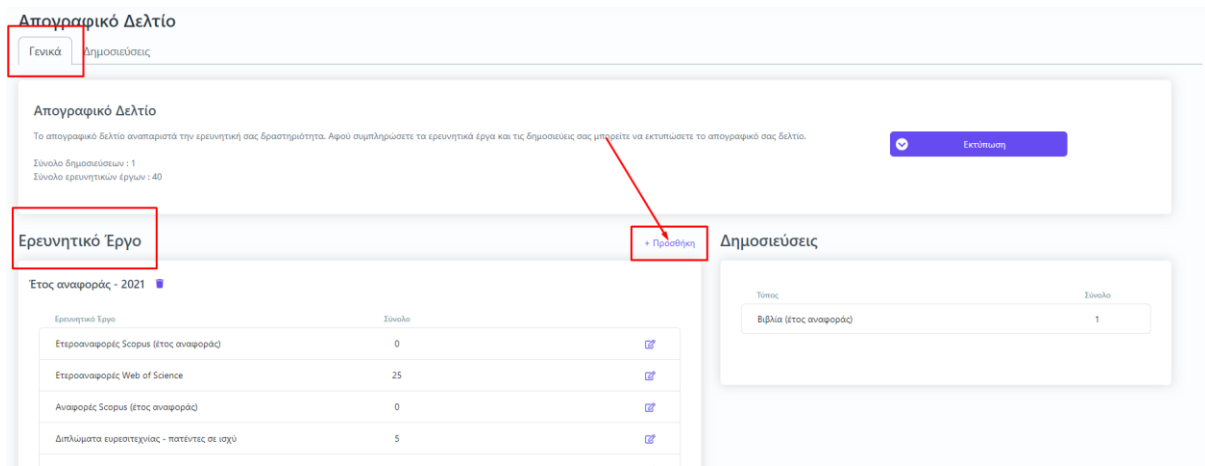 Απογραφικό Δελτίο
Γενικά
Δημοσιεύσεις
Απογραφικό Δελτίο
Το απογραφικό δελτίο αναπαριστά την ερευνητική σας δραστηριότητα. Αφού συμπληρώσετε τα ερευνητικά έργα και τις δημοσιεύεις σας μπορείτε να εκτυπώσετε το απογραφικό σας δελτίο.
Εκτύπωση
Σύνολο δημοσιεύσεων : 1
Σύνολο ερευνητικών έργων : 40
Ερευνητικό Έργο
+ Προσθήκη
Έτος αναφοράς - 2021
Ερευνητικό Έργο Σύνολο
Ετεροαναφορές Scopus (έτος αναφοράς) 0
Ετεροαναφορές Web of Science 25
Αναφορές Scopus (έτος αναφοράς) 0
Διπλώματα ευρεσιτεχνίας - πατέντες σε ισχύ 5
Δημοσιεύσεις
Τύπος Σύνολο
Βιβλία (έτος αναφοράς) 1